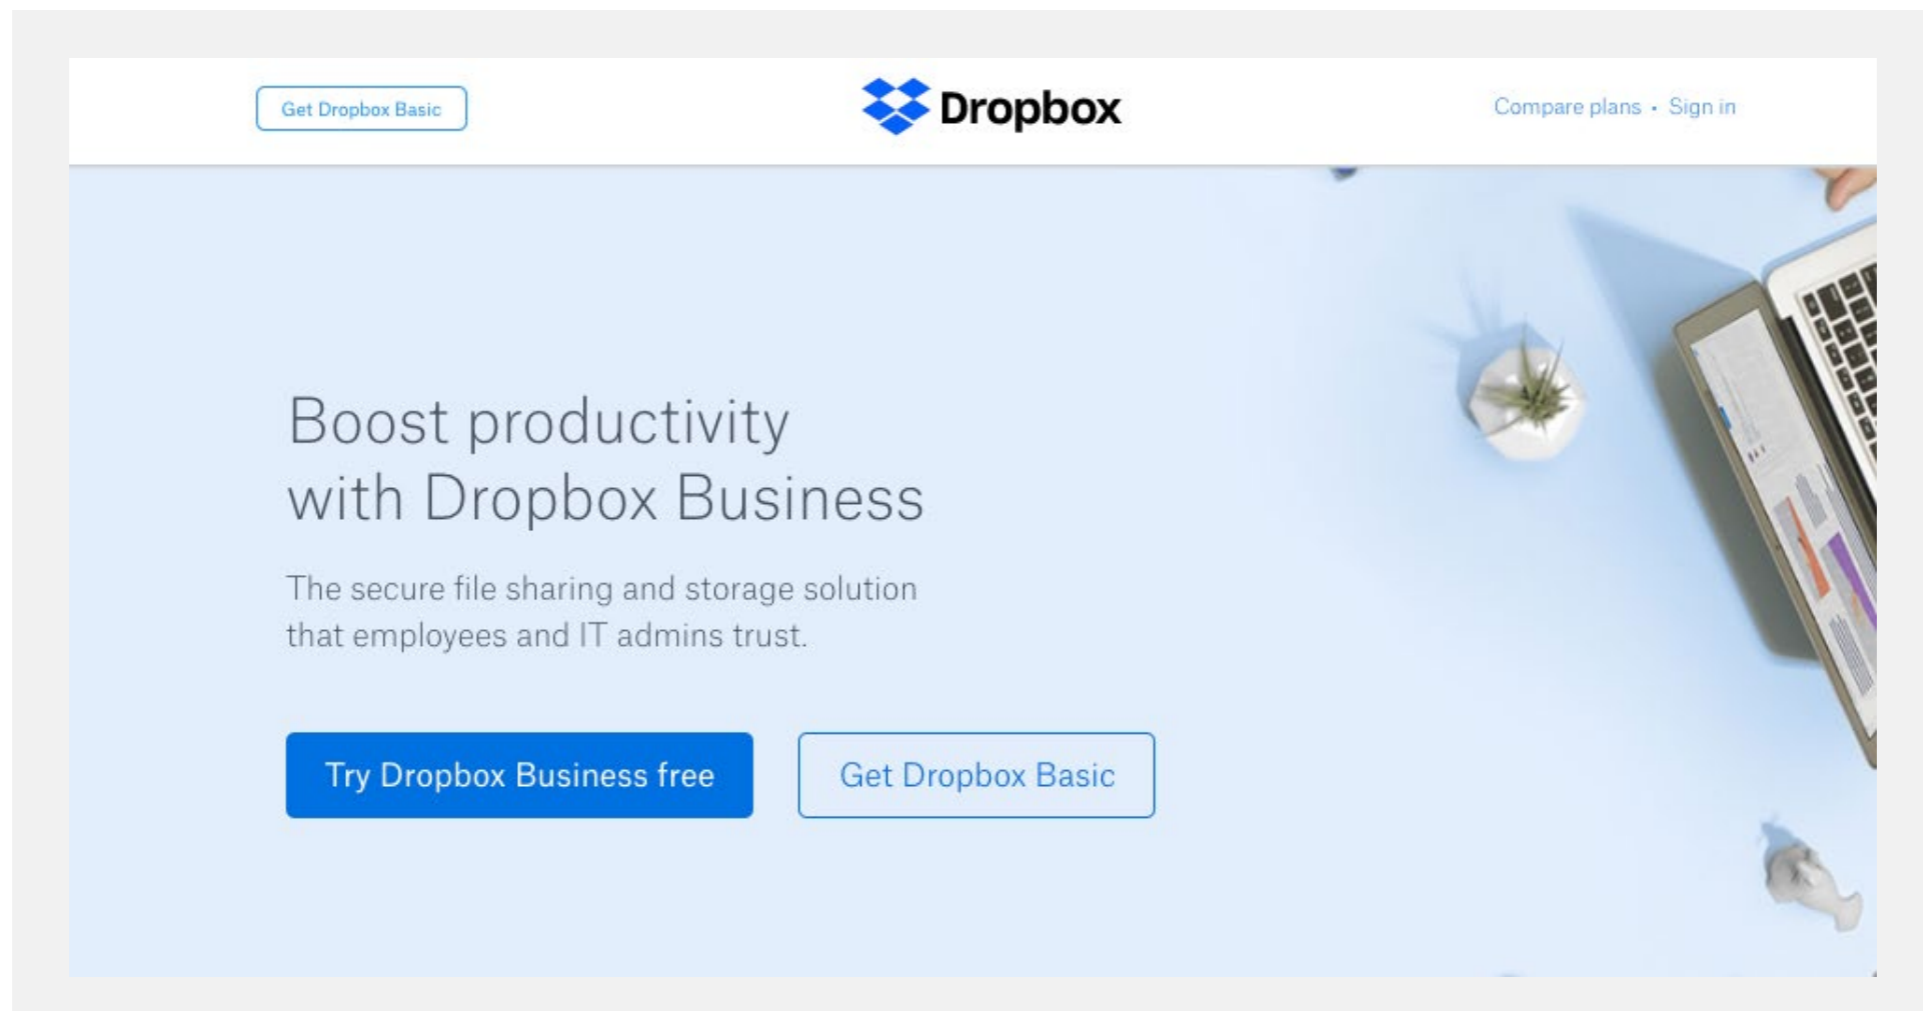 Get Dropbox Basic
Dropbox
Compare plans • Sign in
Boost productivity
with Dropbox Business
The secure file sharing and storage solution
that employees and IT admins trust.
Try Dropbox Business free
Get Dropbox Basic